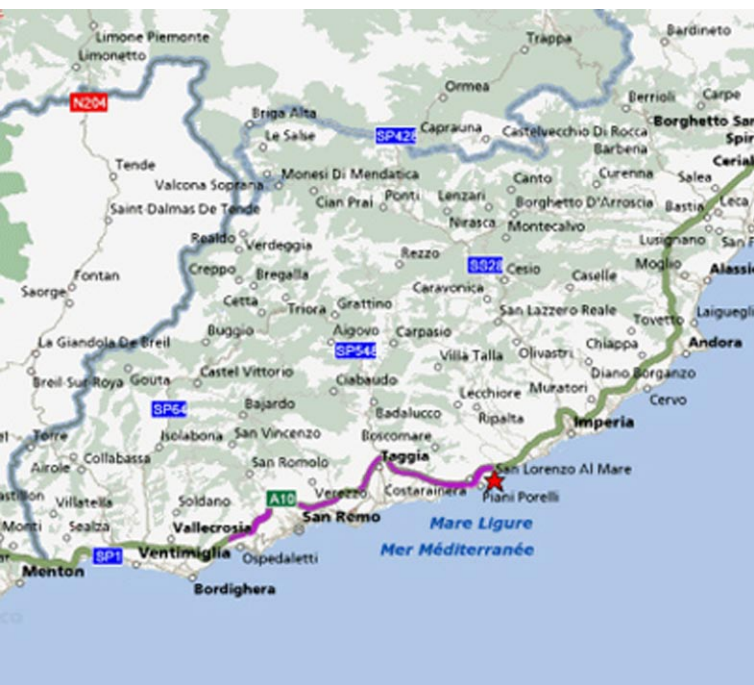 Limone Piemonte
Limonetto
Trappa
Bardineto
N204
Ormea
Berrioli
Carpe
Briga Alta
Le Salse
SP428
Caprauna
Castelvecchio Di Rocca
Barbena
Borghetto San
Spir
Cerial
Tende
Valcona Soprana
Monesi Di Mendatica
Canto
Curenna
Salea
Saint-Dalmas De Tende
Cian Prai
Ponti
Lenzari
Borghetto D'Arroscia
Bastia
Leca
Nirasca
Montecalvo
Realdo
Verdeggia
Rezzo
Lusignano
San F
Creppo
Bregalla
SS28
Cesio
Caselle
Moglio
Alassio
Fontan
Saorge
Caravonica
Cetta
Triora
Grattino
San Lazzero Reale
Tovetto
Laiguegli
Buggio
Aigovo
Carpasio
La Giandola De Breil
SP548
Villa Talla
Olivastri
Chiappa
Andora
Breil-Sur-Roya
Gouta
Castel Vittorio
Ciabaudo
Diano Borganzo
Lecchiore
Muratori
Cervo
SP64
Bajardo
Badalucco
Ripalta
Imperia
Torre
Isolabona
San Vincenzo
Boscomare
Airole
Collabassa
San Romolo
Taggia
San Lorenzo Al Mare
Costarainera
Piani Porelli
astillon
Villatella
Soldano
A10
Verezzo
Monti
Sealza
Vallecrosia
San Remo
Mare Ligure
Mer Méditerranée
SP1
Ventimiglia
Ospedaletti
Menton
Bordighera